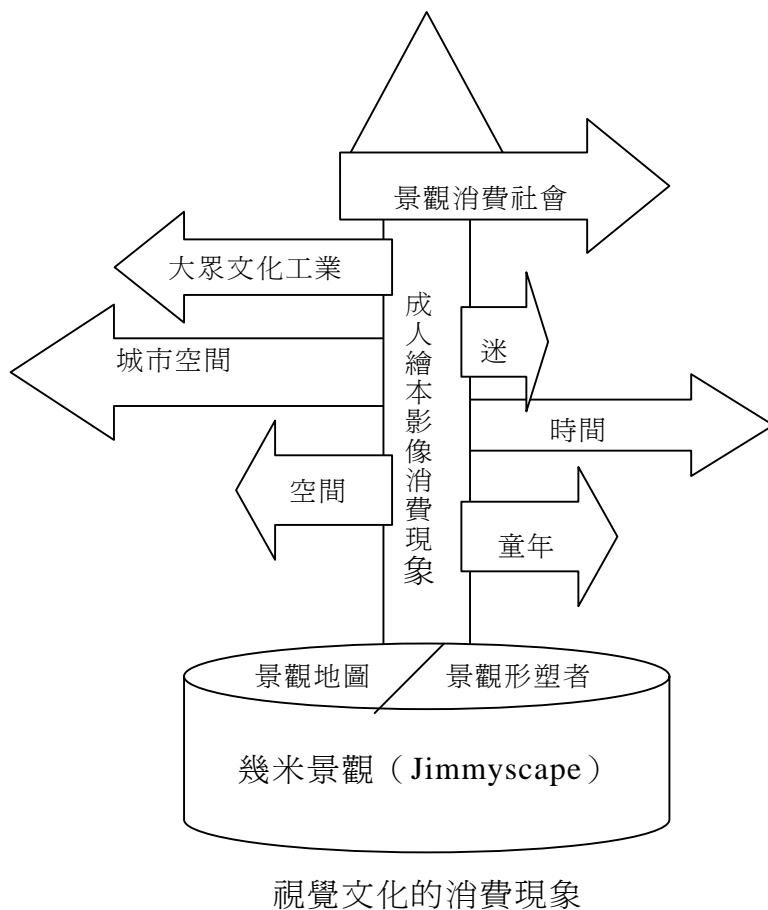 景觀消費社會
大眾文化工業
城市空間
迷
時間
空間
童年
成人繪本影像消費現象
景觀地圖
景觀形塑者
幾米景觀（Jimmyscape）
視覺文化的消費現象